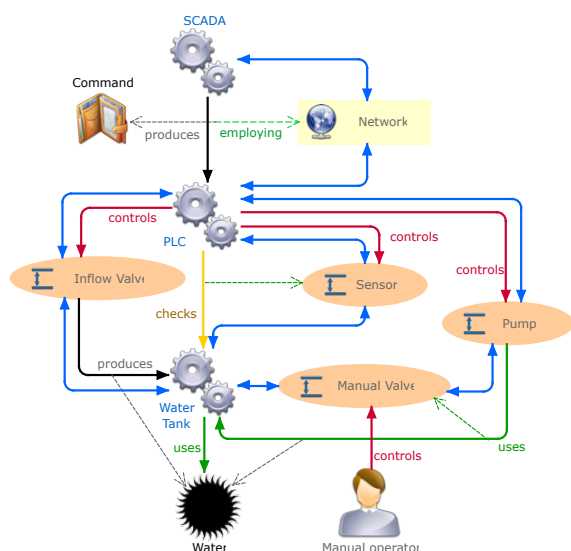 SCADA
Command
Network
produces
employing
controls
PLC
controls
controls
Inflow Valve
Sensor
checks
Pump
produces
Manual Valve
Water
Tank
uses
uses
controls
Water
Manual operator